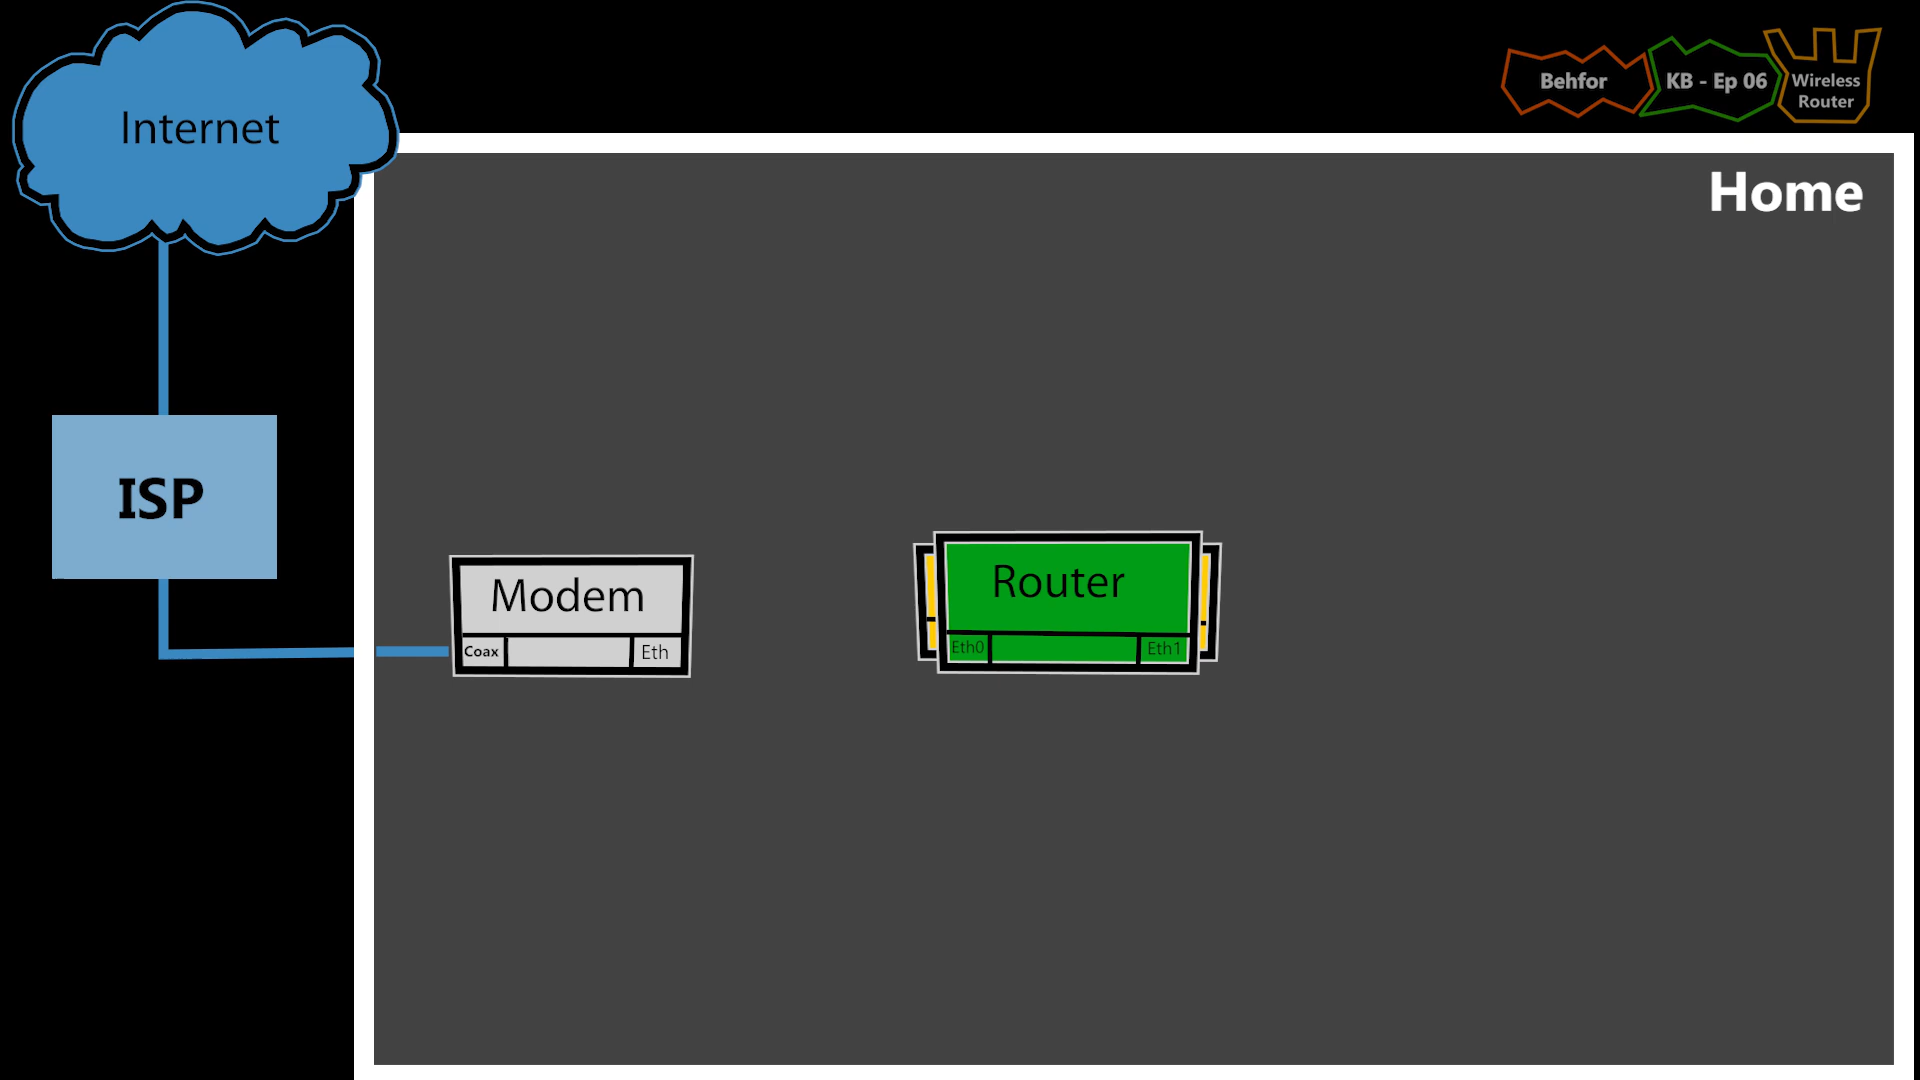 Internet
Behfor
KB - Ep 06
Wireless
Router
Home
ISP
Modem
Coax
Eth
Router
Eth0
Eth1